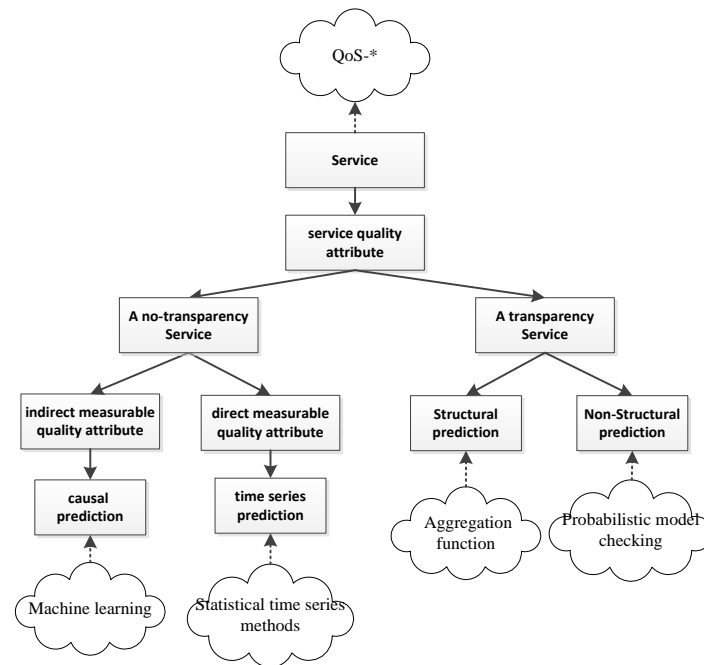 QoS-*
Service
service quality
attribute
A no-transparency
Service
A transparency
Service
indirect measurable
quality attribute
direct measurable
quality attribute
Structural
prediction
Non-Structural
prediction
causal
prediction
time series
prediction
Aggregation
function
Probabilistic model
checking
Machine learning
Statistical time series
methods